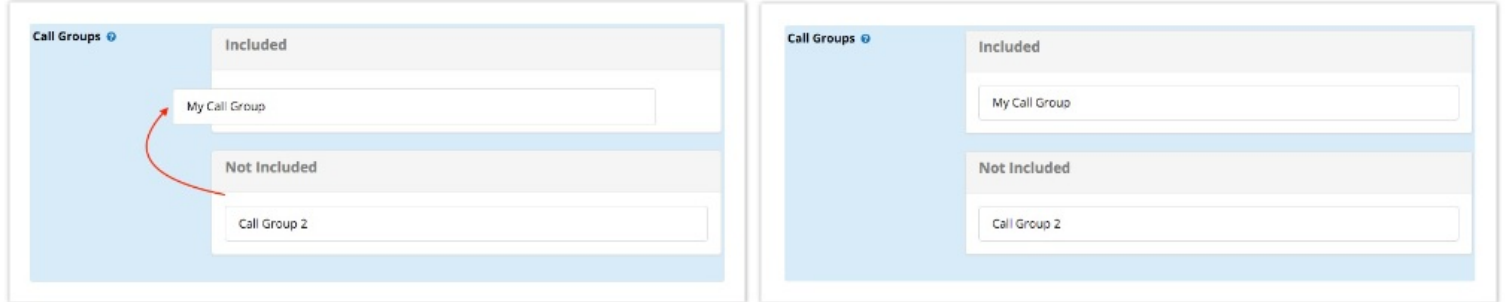 Call Groups
Included
My Call Group
Not Included
Call Group 2
Call Groups
Included
My Call Group
Not Included
Call Group 2